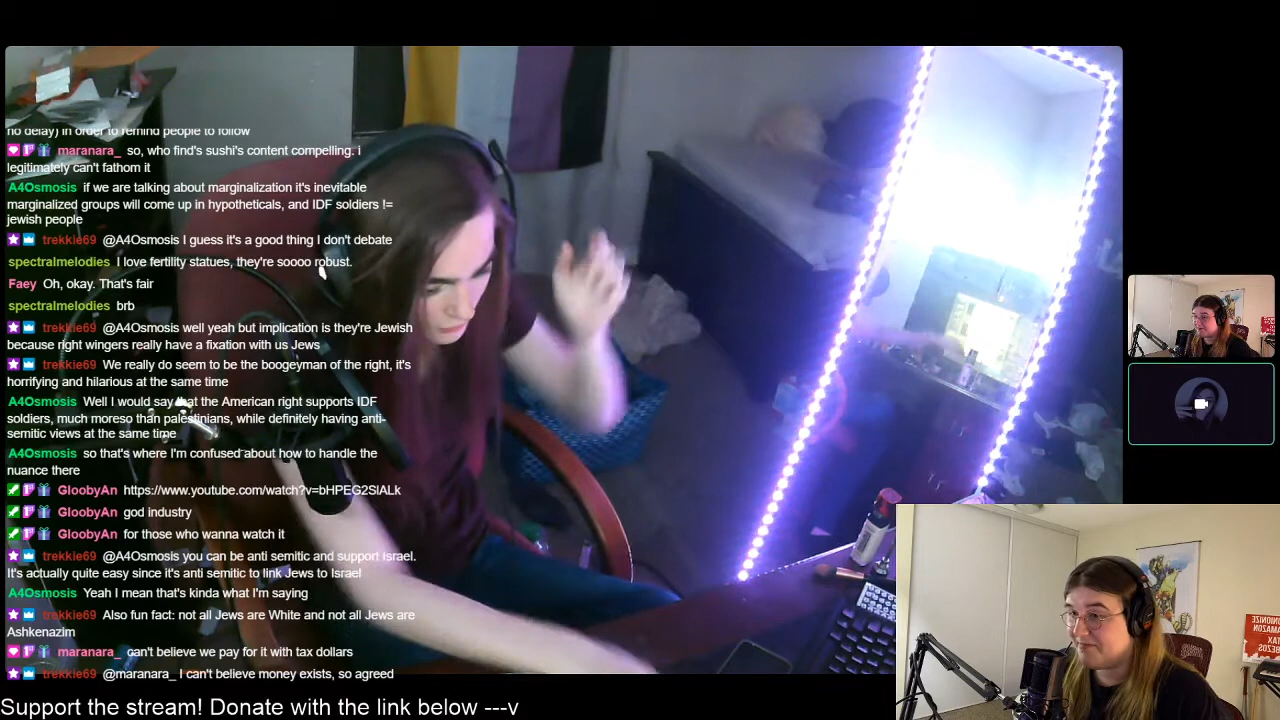 no delay) in order to remind people to follow
maranara_ so, who find's sushi's content compelling. i
legitimately can't fathom it
A4Osmosis if we are talking about marginalization it's inevitable
marginalized groups will come up in hypotheticals, and IDF soldiers !=
jewish people
trekkie69 @A4Osmosis I guess it's a good thing I don't debate
spectralmelodies I love fertility statues, they're soooo robust.
Faey Oh, okay. That's fair
spectralmelodies brb
trekkie69 @A4Osmosis well yeah but implication is they're Jewish
because right wingers really have a fixation with us Jews
trekkie69 We really do seem to be the boogeyman of the right, it's
horrifying and hilarious at the same time
A4Osmosis Well I would say that the American right supports IDF
soldiers, much moreso than palestinians, while definitely having anti-
semitic views at the same time
A4Osmosis so that's where I'm confused about how to handle the
nuance there
GloobyAn https://www.youtube.com/watch?v=bHPEG2SlALk
GloobyAn god industry
GloobyAn for those who wanna watch it
trekkie69 @A4Osmosis you can be anti semitic and support Israel.
It's actually quite easy since it's anti semitic to link Jews to Israel
A4Osmosis Yeah I mean that's kinda what I'm saying
trekkie69 Also fun fact: not all Jews are White and not all Jews are
Ashkenazim
maranara_ can't believe we pay for it with tax dollars
trekkie69 @maranara_ I can't believe money exists, so agreed
UNIONIZE
AMAZON
TAX
BEZOS
Support the stream! Donate with the link below ---v